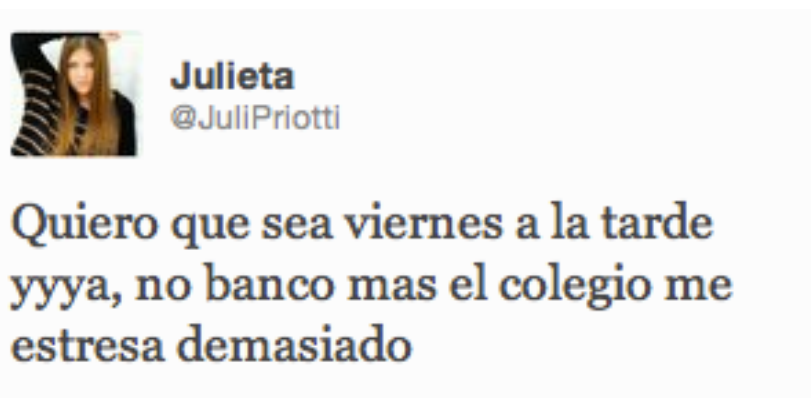 Julieta
@JuliPriotti
Quiero que sea viernes a la tarde
yyya, no banco mas el colegio me
estresa demasiado